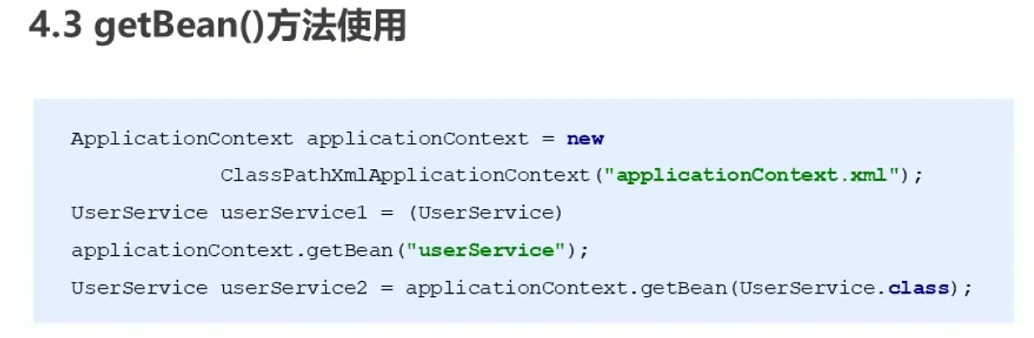 4.3 getBean()方法使用
ApplicationContext applicationContext = new
ClassPathXmlApplicationContext("applicationContext.xml");
UserService userService1 = (UserService)
applicationContext.getBean("userService");
UserService userService2 = applicationContext.getBean(UserService.class);